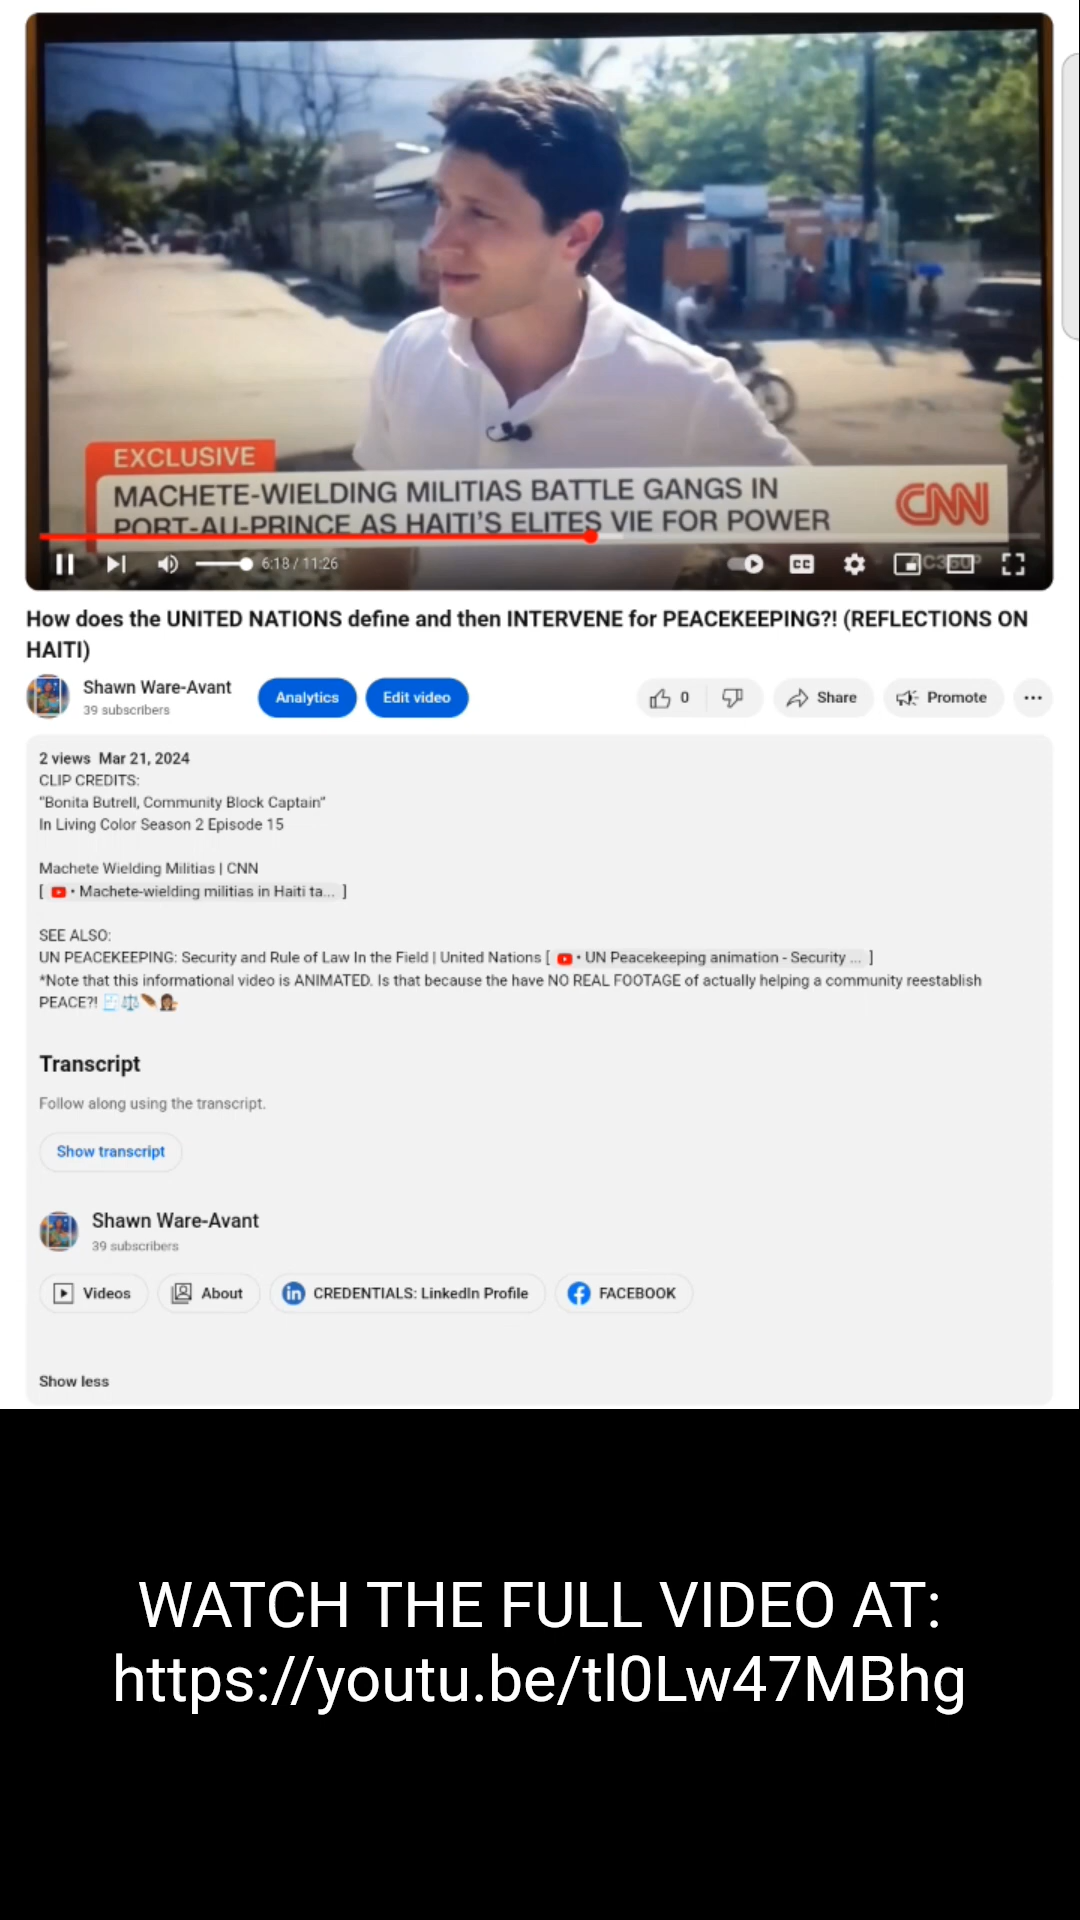 EXCLUSIVE
MACHETE-WIELDING MILITIAS BATTLE GANGS IN
PORT-AU-PRINCE AS HAITI'S ELITES VIE FOR POWER
CNN
6:18 / 11:26
CC
AC360°
How does the UNITED NATIONS define and then INTERVENE for PEACEKEEPING?! (REFLECTIONS ON
HAITI)
Shawn Ware-Avant
39 subscribers
Analytics
Edit video
0
Share
Promote
2 views Mar 21, 2024
CLIP CREDITS:
"Bonita Butrell, Community Block Captain"
In Living Color Season 2 Episode 15
Machete Wielding Militias | CNN
[ • Machete-wielding militias in Haiti ta... ]
SEE ALSO:
UN PEACEKEEPING: Security and Rule of Law In the Field | United Nations [ • UN Peacekeeping animation - Security ... ]
*Note that this informational video is ANIMATED. Is that because the have NO REAL FOOTAGE of actually helping a community reestablish
PEACE?! 🧾⚖️🪶👩🏽‍⚖️
Transcript
Follow along using the transcript.
Show transcript
Shawn Ware-Avant
39 subscribers
Videos
About
in
CREDENTIALS: LinkedIn Profile
FACEBOOK
Show less
WATCH THE FULL VIDEO AT:
https://youtu.be/tl0Lw47MBhg